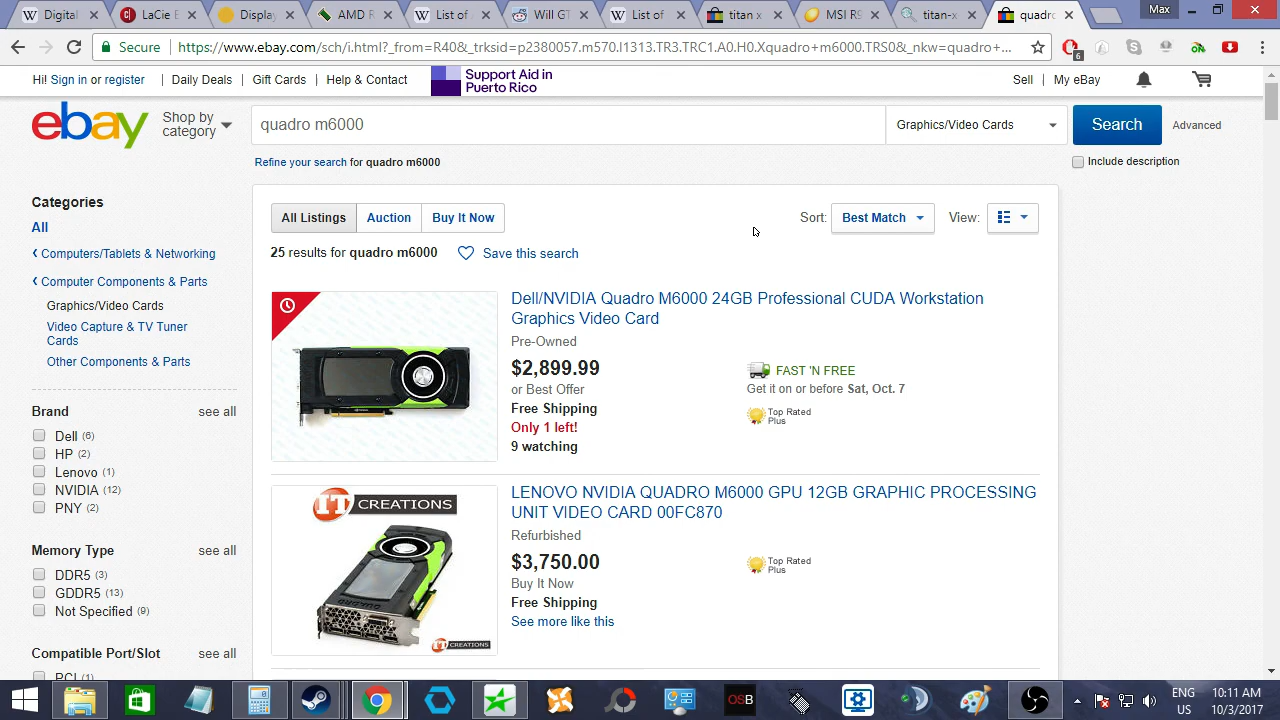 Digital
LaCie E
Display
AMD F
List of
Will GT
List of
titan x
MSI RS
titan-x
quadro
Max
Secure
https://www.ebay.com/sch/i.html?_from=R40&_trksid=p2380057.m570.l1313.TR3.TRC1.A0.H0.Xquadro+m6000.TRS0&_nkw=quadro+...
6
Hi! Sign in or register
Daily Deals
Gift Cards
Help & Contact
Support Aid in
Puerto Rico
Sell
My eBay
ebay
Shop by
category
quadro m6000
Graphics/Video Cards
Search
Advanced
Refine your search for quadro m6000
Include description
Categories
All
Computers/Tablets & Networking
Computer Components & Parts
Graphics/Video Cards
Video Capture & TV Tuner
Cards
Other Components & Parts
Brand
see all
Dell (6)
HP (2)
Lenovo (1)
NVIDIA (12)
PNY (2)
Memory Type
see all
DDR5 (3)
GDDR5 (13)
Not Specified (9)
Compatible Port/Slot
see all
PCI (1)
All Listings
Auction
Buy It Now
Sort:
Best Match
View:
25 results for quadro m6000
Save this search
Dell/NVIDIA Quadro M6000 24GB Professional CUDA Workstation
Graphics Video Card
Pre-Owned
$2,899.99
or Best Offer
Free Shipping
Only 1 left!
9 watching
FAST 'N FREE
Get it on or before Sat, Oct. 7
Top Rated
Plus
IT CREATIONS
QUADRO
IT CREATIONS
LENOVO NVIDIA QUADRO M6000 GPU 12GB GRAPHIC PROCESSING
UNIT VIDEO CARD 00FC870
Refurbished
$3,750.00
Buy It Now
Free Shipping
See more like this
Top Rated
Plus
OSB
ENG
US
10:11 AM
10/3/2017